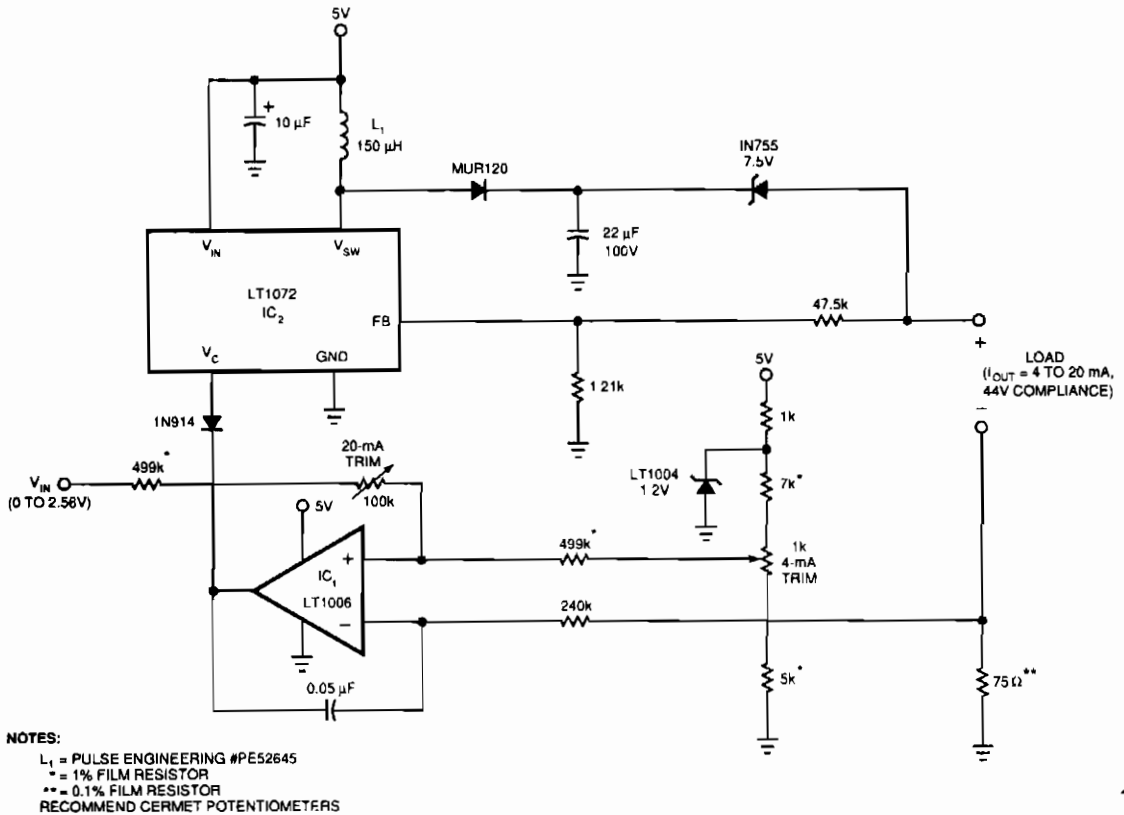 5V
10 µF
+
L1
150 µH
MUR120
IN755
7.5V
22 µF
100V
VIN
VSW
LT1072
IC2
FB
VC
GND
47.5k
1 21k
+
LOAD
(IOUT = 4 TO 20 mA,
44V COMPLIANCE)
−
5V
1k
1N914
20-mA
TRIM
100k
499k*
VIN
(0 TO 2.56V)
LT1004
1 2V
7k*
5V
+
IC1
LT1006
−
499k*
1k
4-mA
TRIM
240k
0.05 µF
5k*
75 Ω**
NOTES:
L1 = PULSE ENGINEERING #PE52645
* = 1% FILM RESISTOR
** = 0.1% FILM RESISTOR
RECOMMEND CERMET POTENTIOMETERS